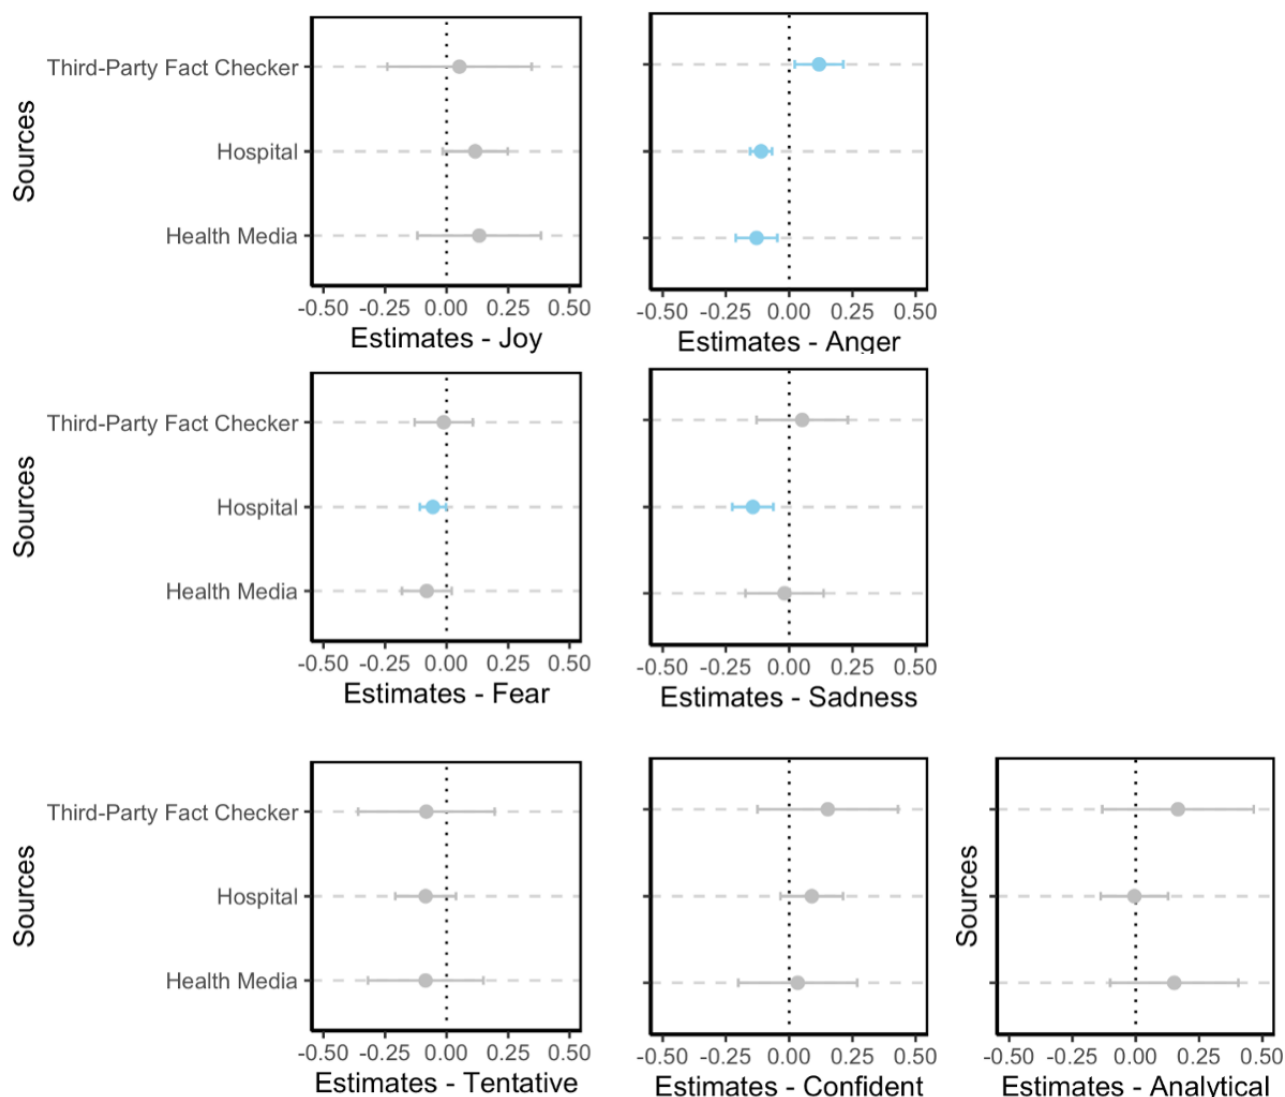 Sources
Third-Party Fact Checker
Hospital
Health Media
-0.50 -0.25 0.00 0.25 0.50
Estimates - Joy
-0.50 -0.25 0.00 0.25 0.50
Estimates - Anger
Sources
Third-Party Fact Checker
Hospital
Health Media
-0.50 -0.25 0.00 0.25 0.50
Estimates - Fear
-0.50 -0.25 0.00 0.25 0.50
Estimates - Sadness
Sources
Third-Party Fact Checker
Hospital
Health Media
-0.50 -0.25 0.00 0.25 0.50
Estimates - Tentative
-0.50 -0.25 0.00 0.25 0.50
Estimates - Confident
Sources
-0.50 -0.25 0.00 0.25 0.50
Estimates - Analytical